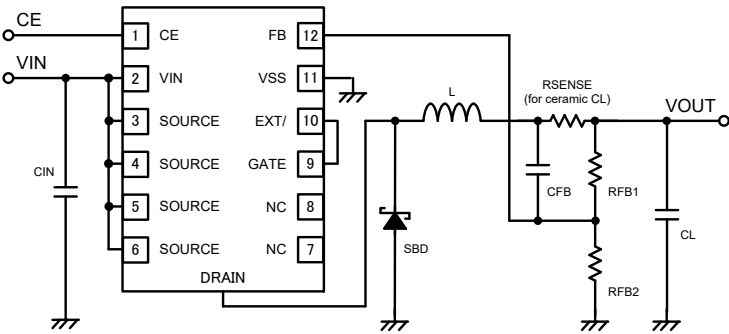 CE
VIN
1 CE FB 12
2 VIN VSS 11
3 SOURCE EXT/ 10
4 SOURCE GATE 9
5 SOURCE NC 8
6 SOURCE NC 7
DRAIN
CIN
L
SBD
RSENSE
(for ceramic CL)
VOUT
CFB
RFB1
RFB2
CL